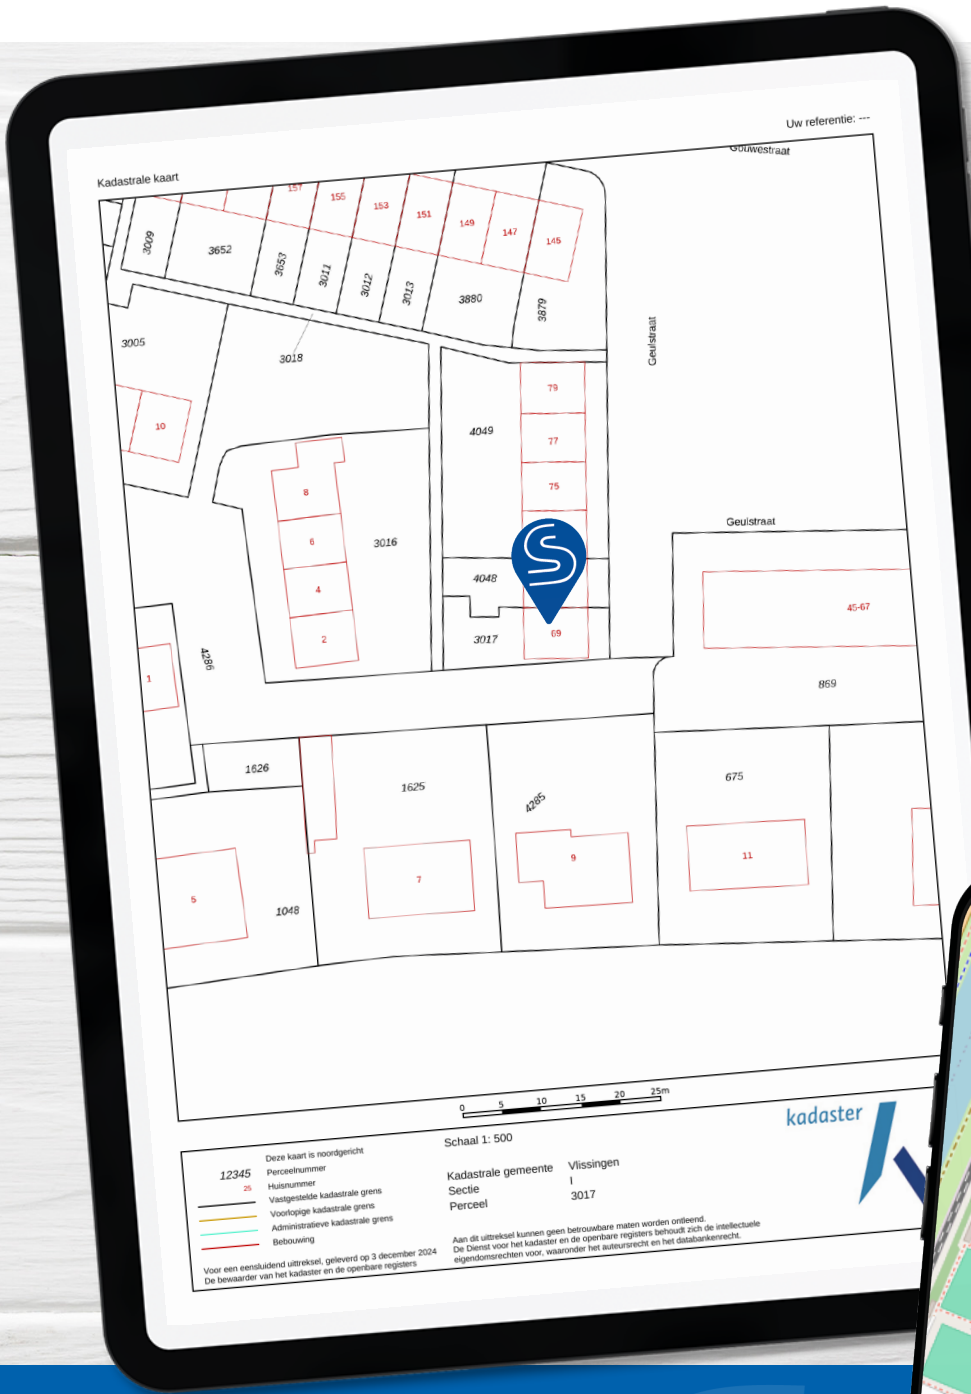 Uw referentie: ---
Kadastrale kaart
Gouwestraat
157
155
153
151
149
147
145
3009
3652
3653
3011
3012
3013
3880
3879
Geulstraat
3005
3018
10
79
4049
77
75
8
6
4
2
3016
4048
3017
69
Geulstraat
45-67
869
1
4286
1626
1625
4285
675
5
7
9
11
1048
0 5 10 15 20 25m
Schaal 1: 500
Deze kaart is noordgericht
12345 Perceelnummer
25 Huisnummer
Vastgestelde kadastrale grens
Voorlopige kadastrale grens
Administratieve kadastrale grens
Bebouwing
Kadastrale gemeente Vlissingen
Sectie I
Perceel 3017
kadaster
Voor een eensluidend uittreksel, geleverd op 3 december 2024
De bewaarder van het kadaster en de openbare registers
Aan dit uittreksel kunnen geen betrouwbare maten worden ontleend.
De Dienst voor het kadaster en de openbare registers behoudt zich de intellectuele
eigendomsrechten voor, waaronder het auteursrecht en het databankenrecht.